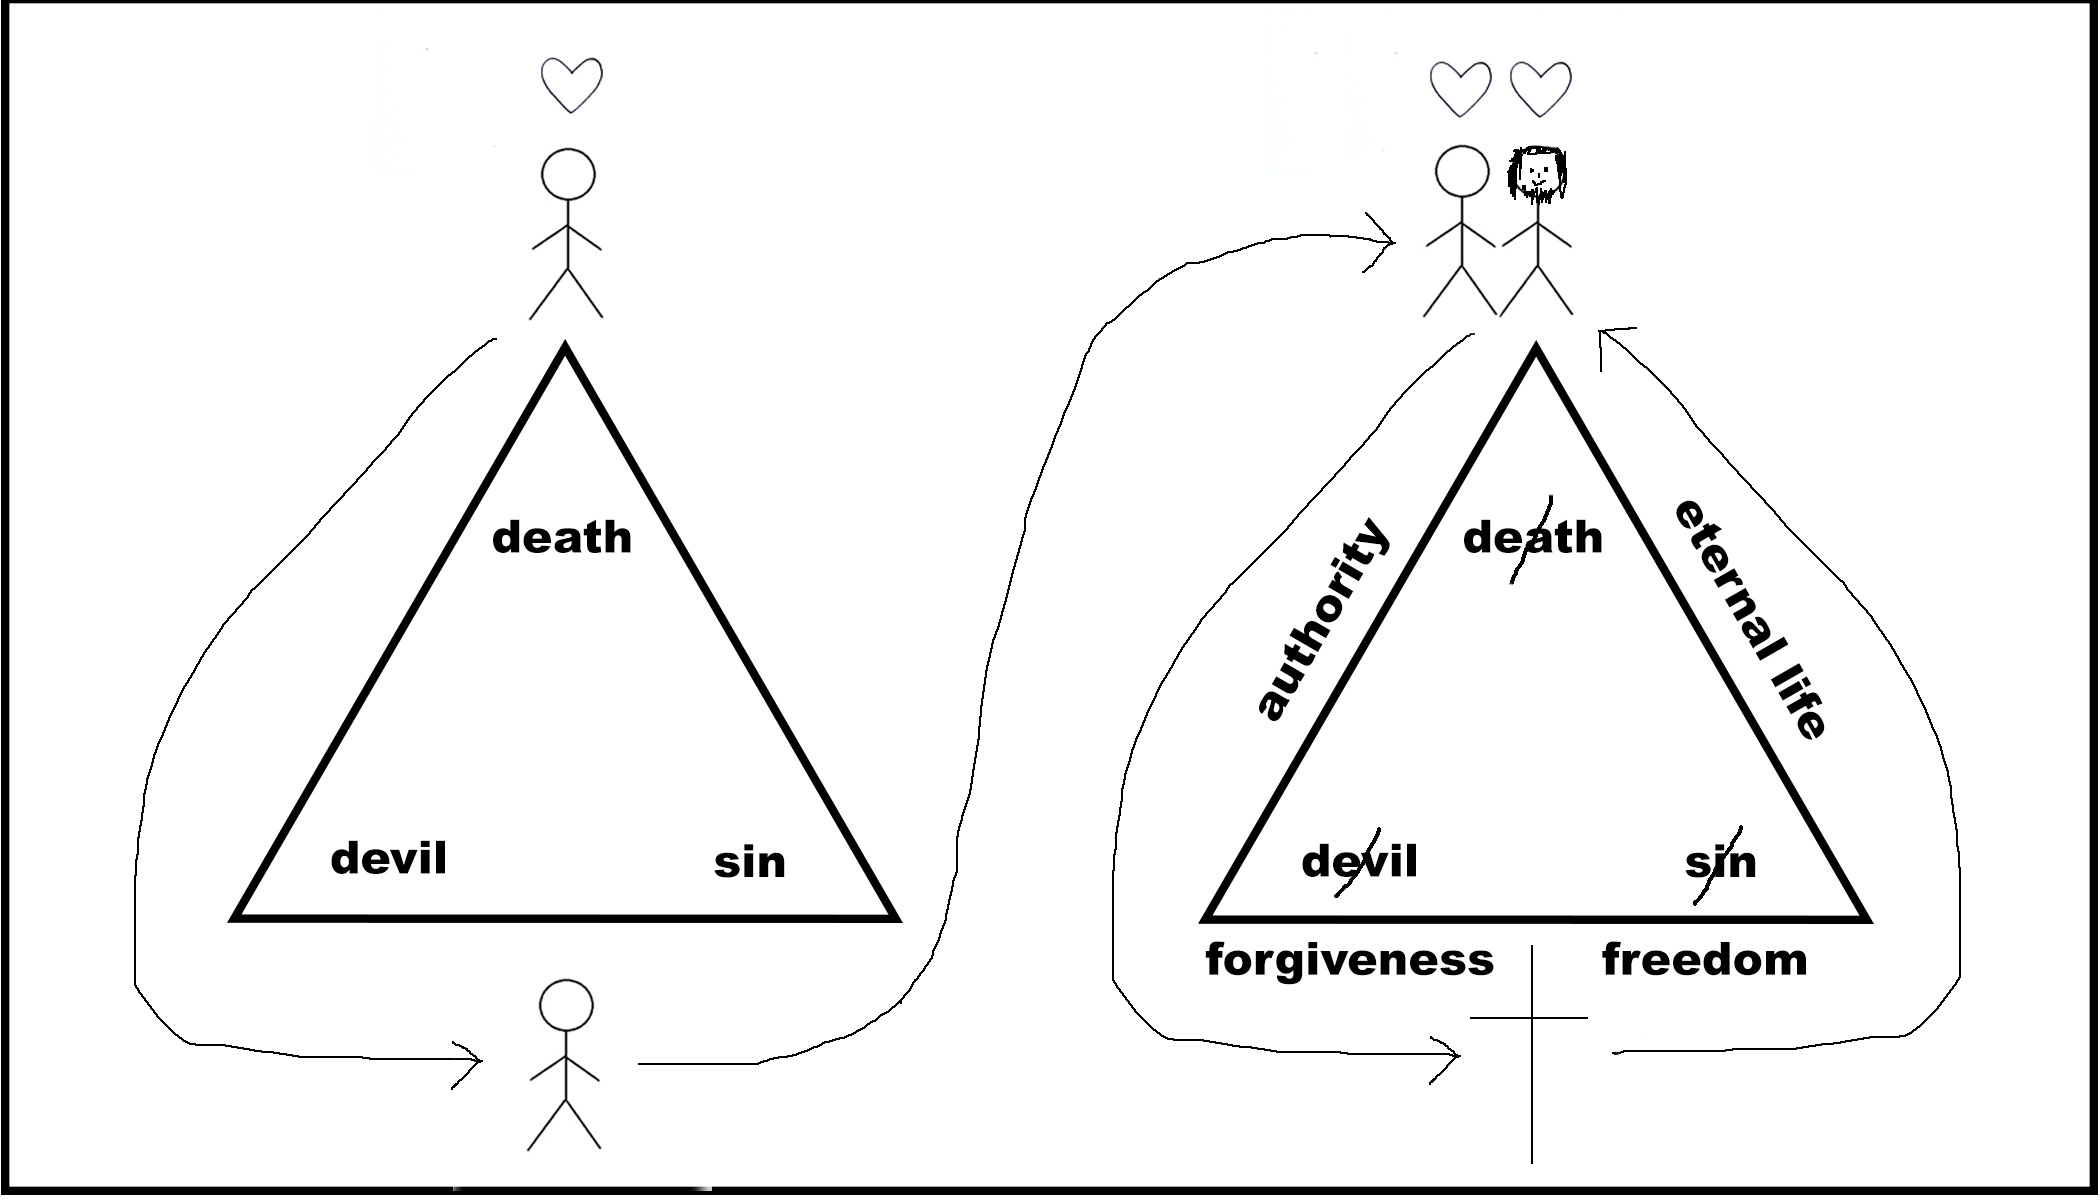 death
devil
sin
authority
death
eternal life
devil
sin
forgiveness
freedom